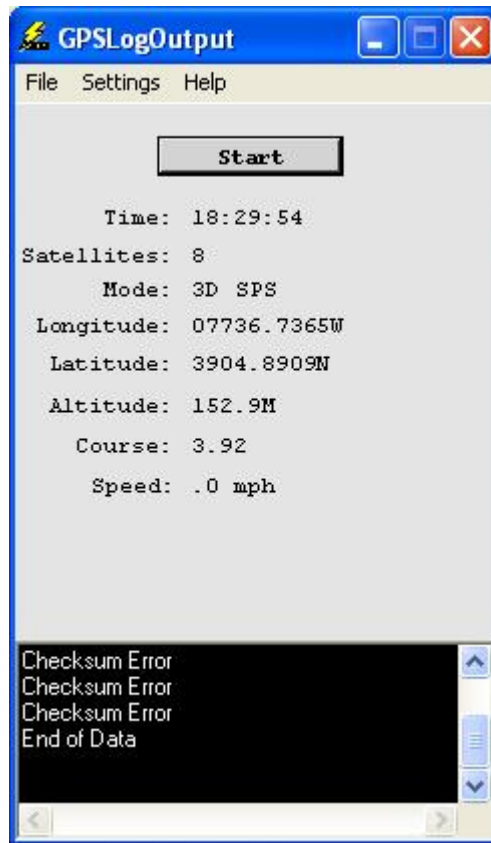 GPSLogOutput
File Settings Help
Start
Time: 18:29:54
Satellites: 8
Mode: 3D SPS
Longitude: 07736.7365W
Latitude: 3904.8909N
Altitude: 152.9M
Course: 3.92
Speed: .0 mph
Checksum Error
Checksum Error
Checksum Error
End of Data